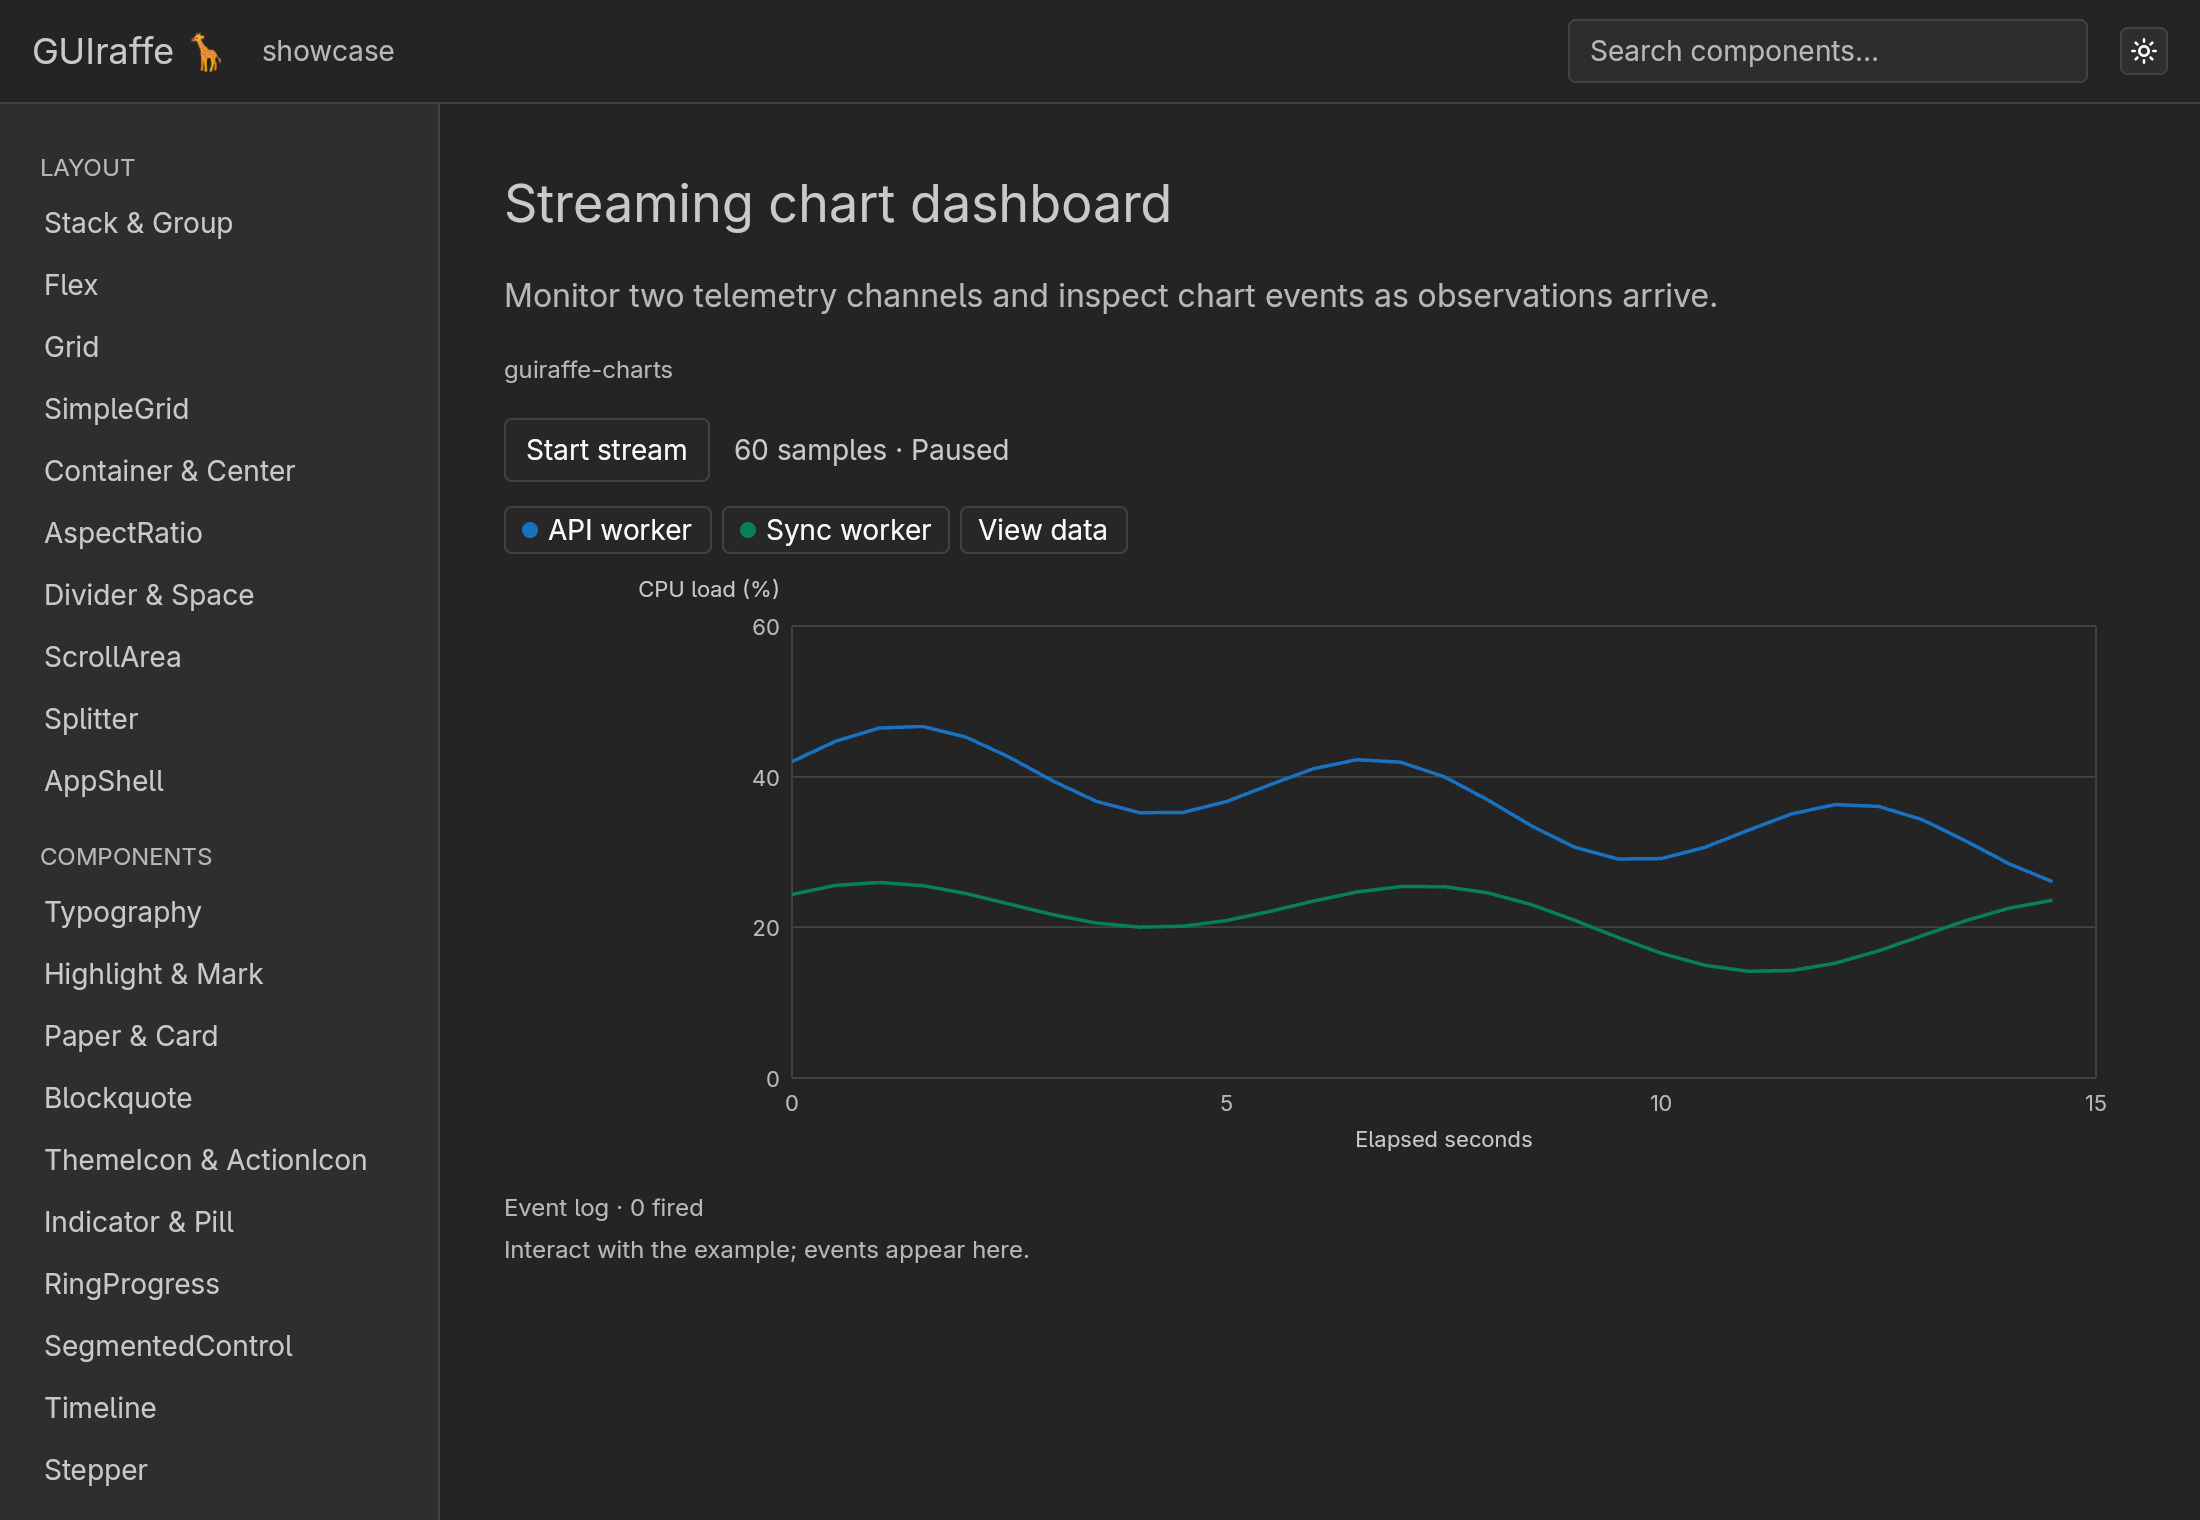 GUIraffe 🦒 showcase
Search components...
LAYOUT
Stack & Group
Flex
Grid
SimpleGrid
Container & Center
AspectRatio
Divider & Space
ScrollArea
Splitter
AppShell
COMPONENTS
Typography
Highlight & Mark
Paper & Card
Blockquote
ThemeIcon & ActionIcon
Indicator & Pill
RingProgress
SegmentedControl
Timeline
Stepper
Streaming chart dashboard
Monitor two telemetry channels and inspect chart events as observations arrive.
guiraffe-charts
Start stream
60 samples · Paused
API worker
Sync worker
View data
CPU load (%)
60
40
20
0
0 5 10 15
Elapsed seconds
Event log · 0 fired
Interact with the example; events appear here.